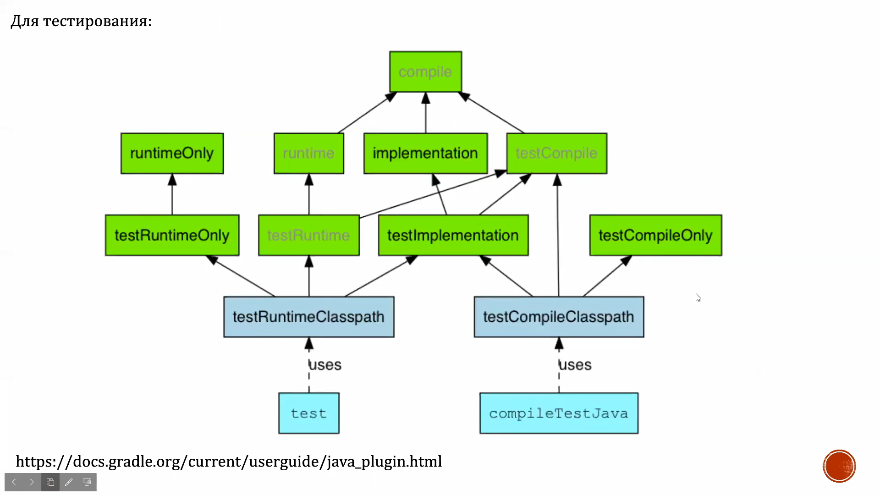 Для тестирования:
compile
runtimeOnly
runtime
implementation
testCompile
testRuntimeOnly
testRuntime
testImplementation
testCompileOnly
testRuntimeClasspath
testCompileClasspath
uses
uses
test
compileTestJava
https://docs.gradle.org/current/userguide/java_plugin.html